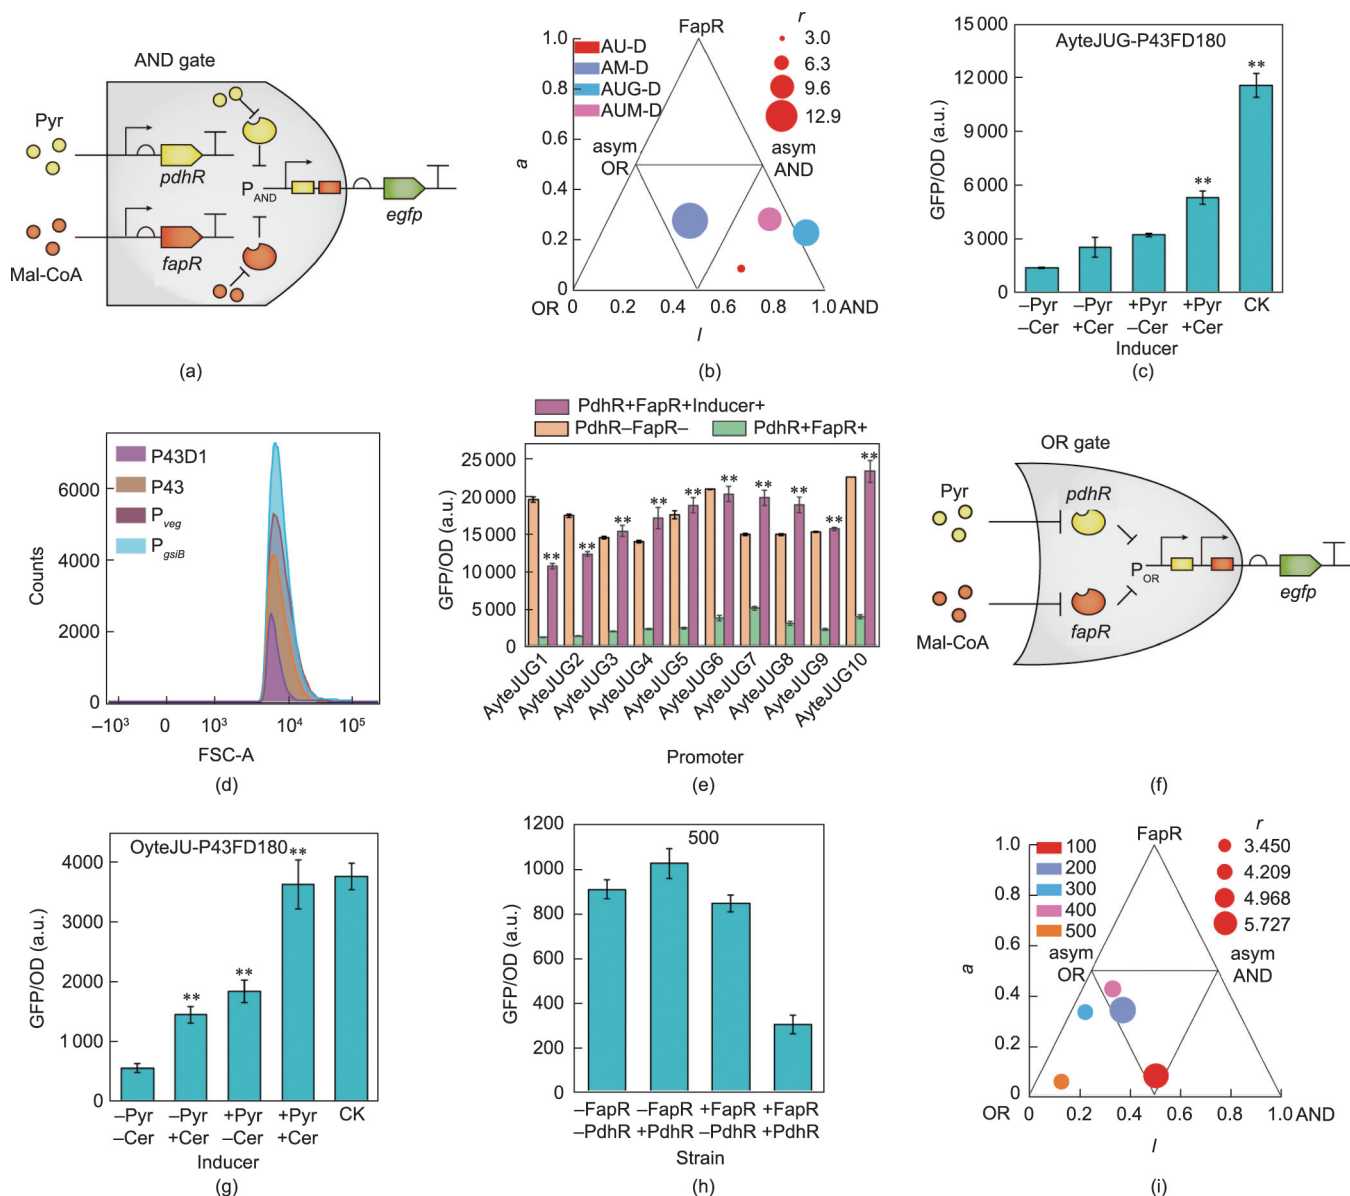 AND gate
Pyr
pdhR
P AND
egfp
Mal-CoA
fapR
(a)
FapR
r
1.0
0.8
0.6
0.4
0.2
0
a
AU-D
AM-D
AUG-D
AUM-D
3.0
6.3
9.6
12.9
asym OR
asym AND
OR 0 0.2 0.4 0.6 0.8 1.0 AND
l
(b)
15 000
12 000
9 000
6 000
3 000
0
GFP/OD (a.u.)
AyteJUG-P43FD180
**
**
–Pyr –Pyr +Pyr +Pyr CK
–Cer +Cer –Cer +Cer
Inducer
(c)
P43D1
P43
Pveg
PgsiB
6000
4000
2000
0
Counts
–10³ 0 10³ 10⁴ 10⁵
FSC-A
(d)
PdhR+FapR+Inducer+
PdhR–FapR–
PdhR+FapR+
25 000
20 000
15 000
10 000
5 000
0
GFP/OD (a.u.)
** ** ** ** ** ** ** ** ** **
AyteJUG1 AyteJUG2 AyteJUG3 AyteJUG4 AyteJUG5 AyteJUG6 AyteJUG7 AyteJUG8 AyteJUG9 AyteJUG10
Promoter
(e)
OR gate
Pyr
pdhR
P OR
egfp
Mal-CoA
fapR
(f)
OyteJU-P43FD180
4000
3000
2000
1000
0
GFP/OD (a.u.)
** ** **
–Pyr –Pyr +Pyr +Pyr CK
–Cer +Cer –Cer +Cer
Inducer
(g)
500
1200
1000
800
600
400
200
0
GFP/OD (a.u.)
–FapR –FapR +FapR +FapR
–PdhR +PdhR –PdhR +PdhR
Strain
(h)
FapR
r
1.0
0.8
0.6
0.4
0.2
0
a
100
200
300
400
500
3.450
4.209
4.968
5.727
asym OR
asym AND
OR 0 0.2 0.4 0.6 0.8 1.0 AND
l
(i)